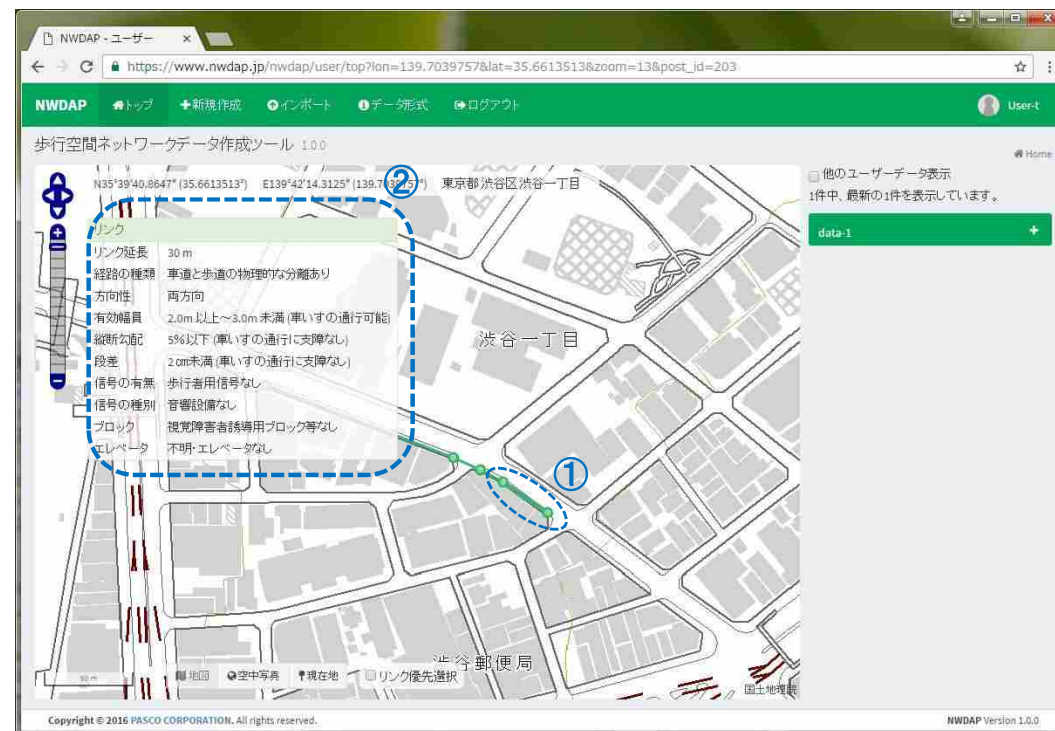 NWDAP - ユーザー
https://www.nwdap.jp/nwdap/user/top?lon=139.7039757&lat=35.6613513&zoom=13&post_id=203
NWDAP トップ 新規作成 インポート データ形式 ログアウト User-t
歩行空間ネットワークデータ作成ツール 1.0.0
Home
N35°39'40.8647" (35.6613513°) E139°42'14.3125" (139.7039757°) 東京都渋谷区渋谷一丁目
②
他のユーザーデータ表示
1件中、最新の1件を表示しています。
data-1 +
リンク
リンク延長 30 m
経路の種類 車道と歩道の物理的な分離あり
方向性 両方向
有効幅員 2.0m 以上～3.0m 未満 (車いすの通行可能)
縦断勾配 5%以下 (車いすの通行に支障なし)
段差 2cm未満 (車いすの通行に支障なし)
信号の有無 歩行者用信号なし
信号の種別 音響設備なし
ブロック 視覚障害者誘導用ブロック等なし
エレベータ 不明・エレベータなし
渋谷一丁目
①
渋谷郵便局
30 m
地図 空中写真 現在地 リンク優先選択
国土地理院
Copyright © 2016 PASCO CORPORATION. All rights reserved.
NWDAP Version 1.0.0